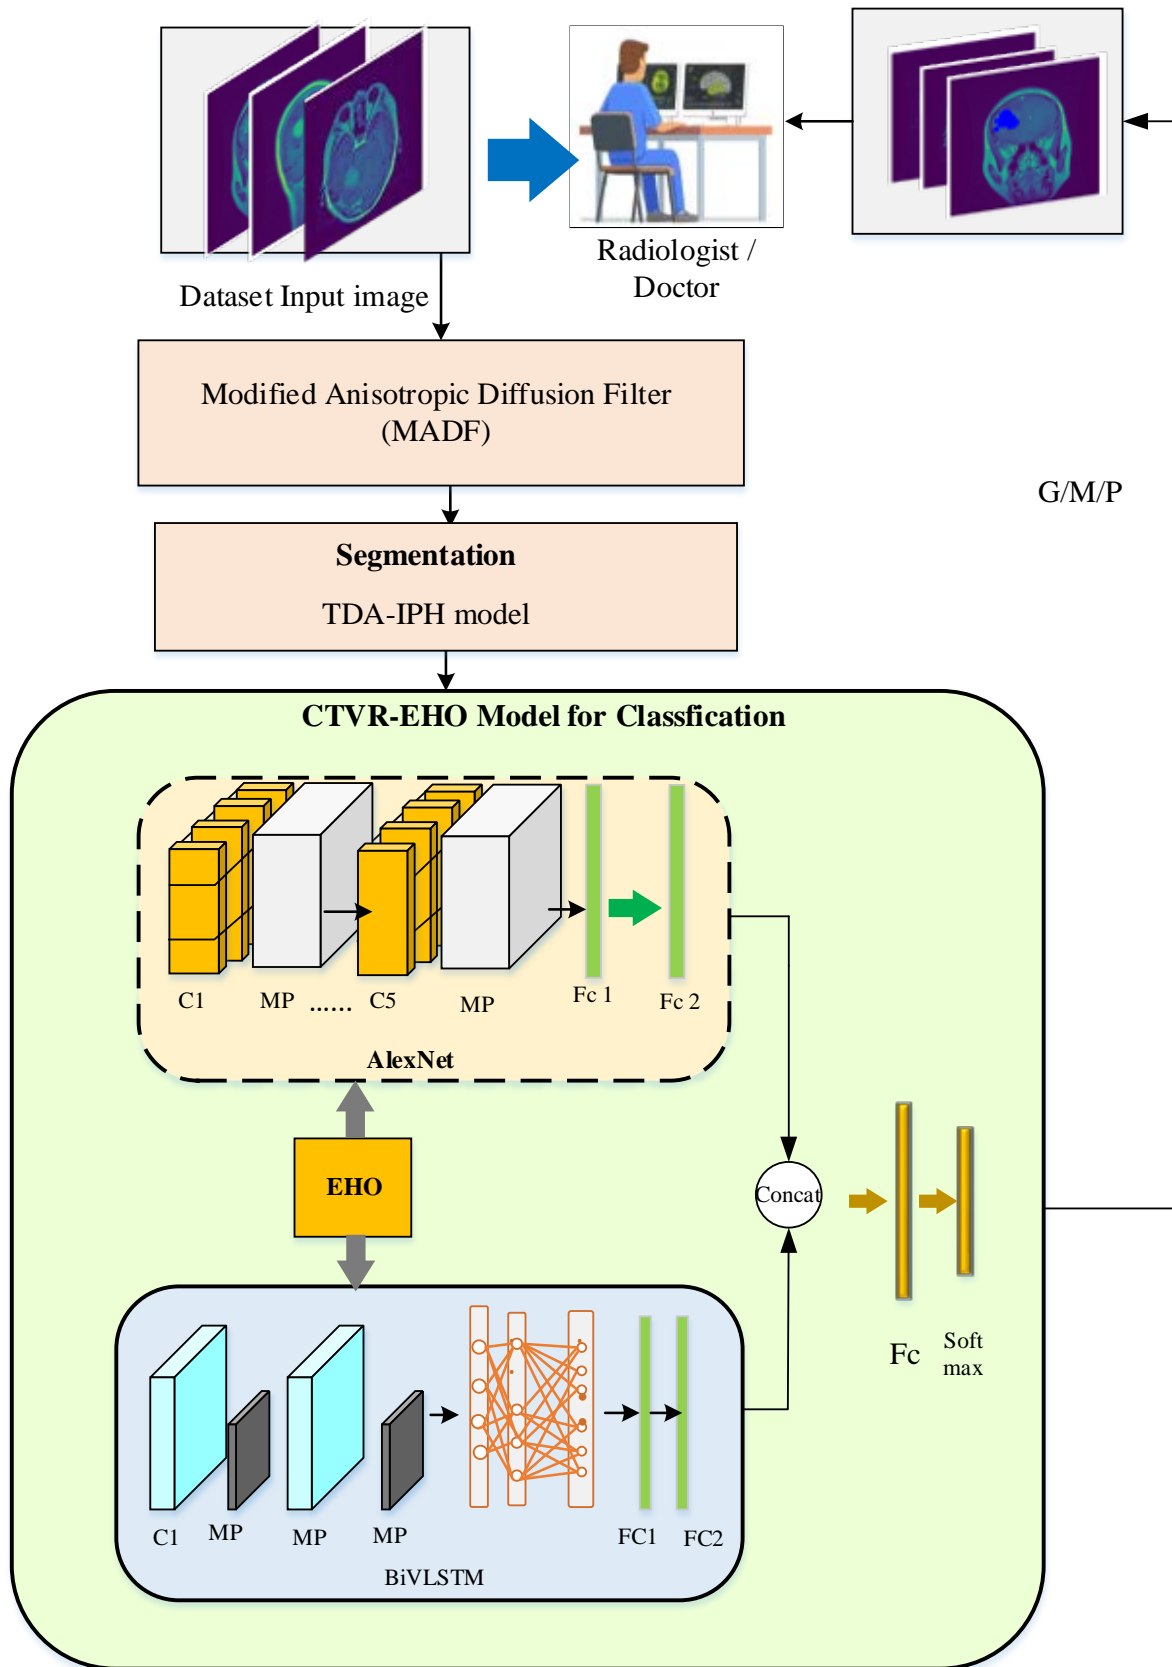 Dataset Input image
Radiologist /
Doctor
Modified Anisotropic Diffusion Filter
(MADF)
G/M/P
Segmentation
TDA-IPH model
CTVR-EHO Model for Classfication
C1
MP
......
C5
MP
Fc 1
Fc 2
AlexNet
EHO
Concat
Fc
Soft
max
C1
MP
MP
MP
FC1
FC2
BiVLSTM